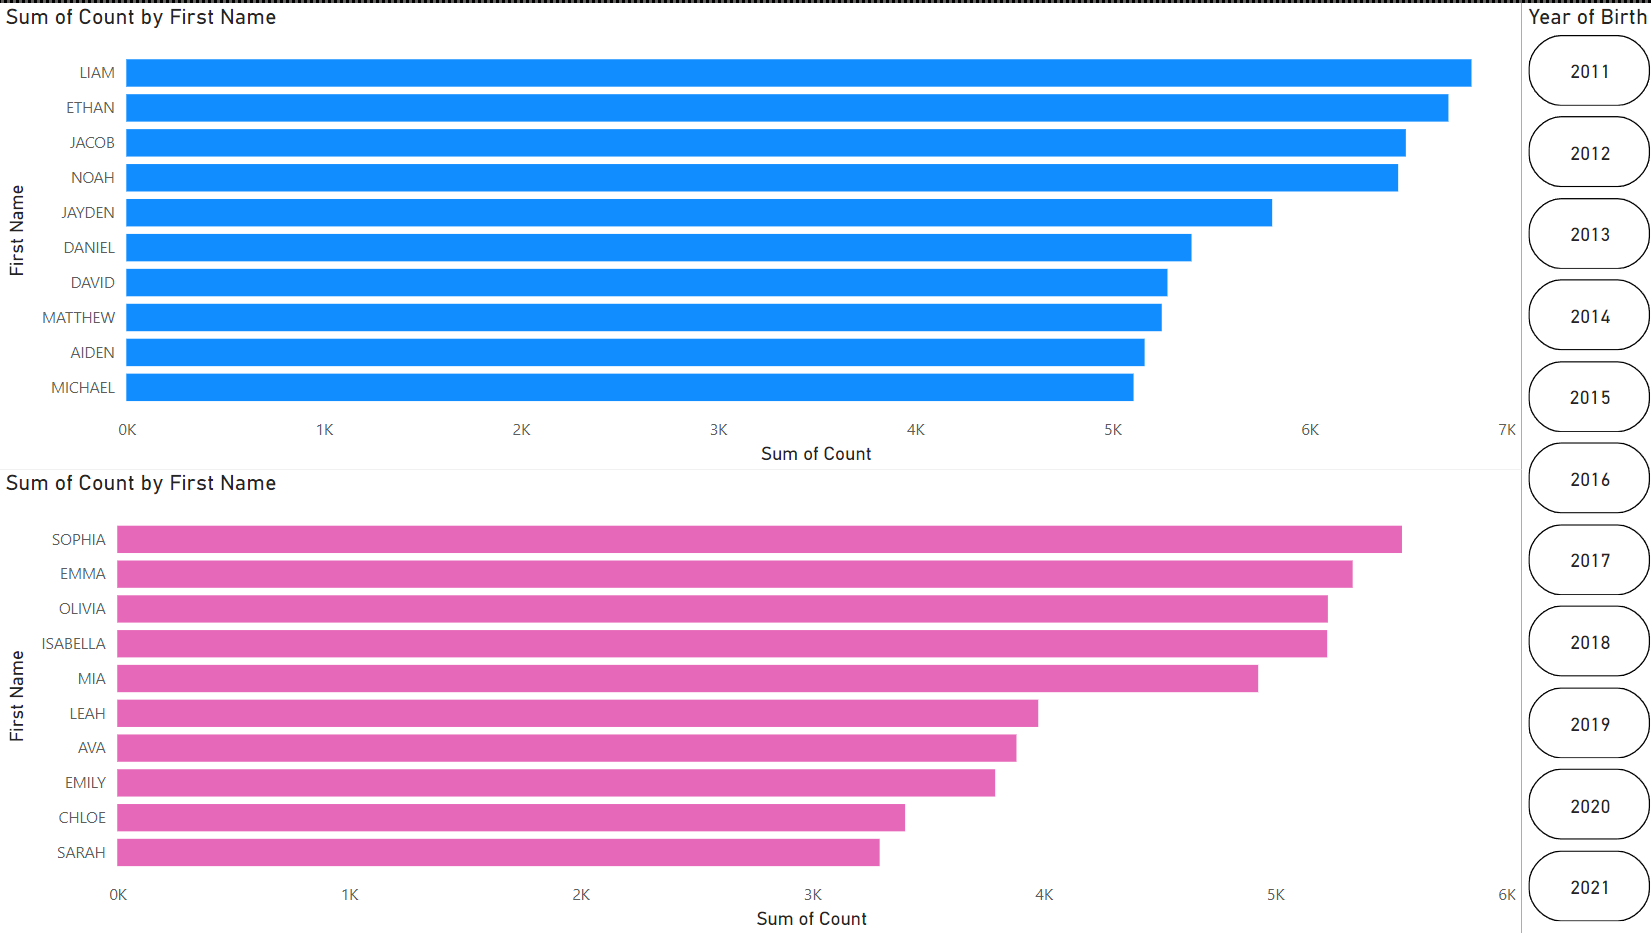 Sum of Count by First Name
First Name
LIAM
ETHAN
JACOB
NOAH
JAYDEN
DANIEL
DAVID
MATTHEW
AIDEN
MICHAEL
0K 1K 2K 3K 4K 5K 6K 7K
Sum of Count
Sum of Count by First Name
First Name
SOPHIA
EMMA
OLIVIA
ISABELLA
MIA
LEAH
AVA
EMILY
CHLOE
SARAH
0K 1K 2K 3K 4K 5K 6K
Sum of Count
Year of Birth
2011
2012
2013
2014
2015
2016
2017
2018
2019
2020
2021